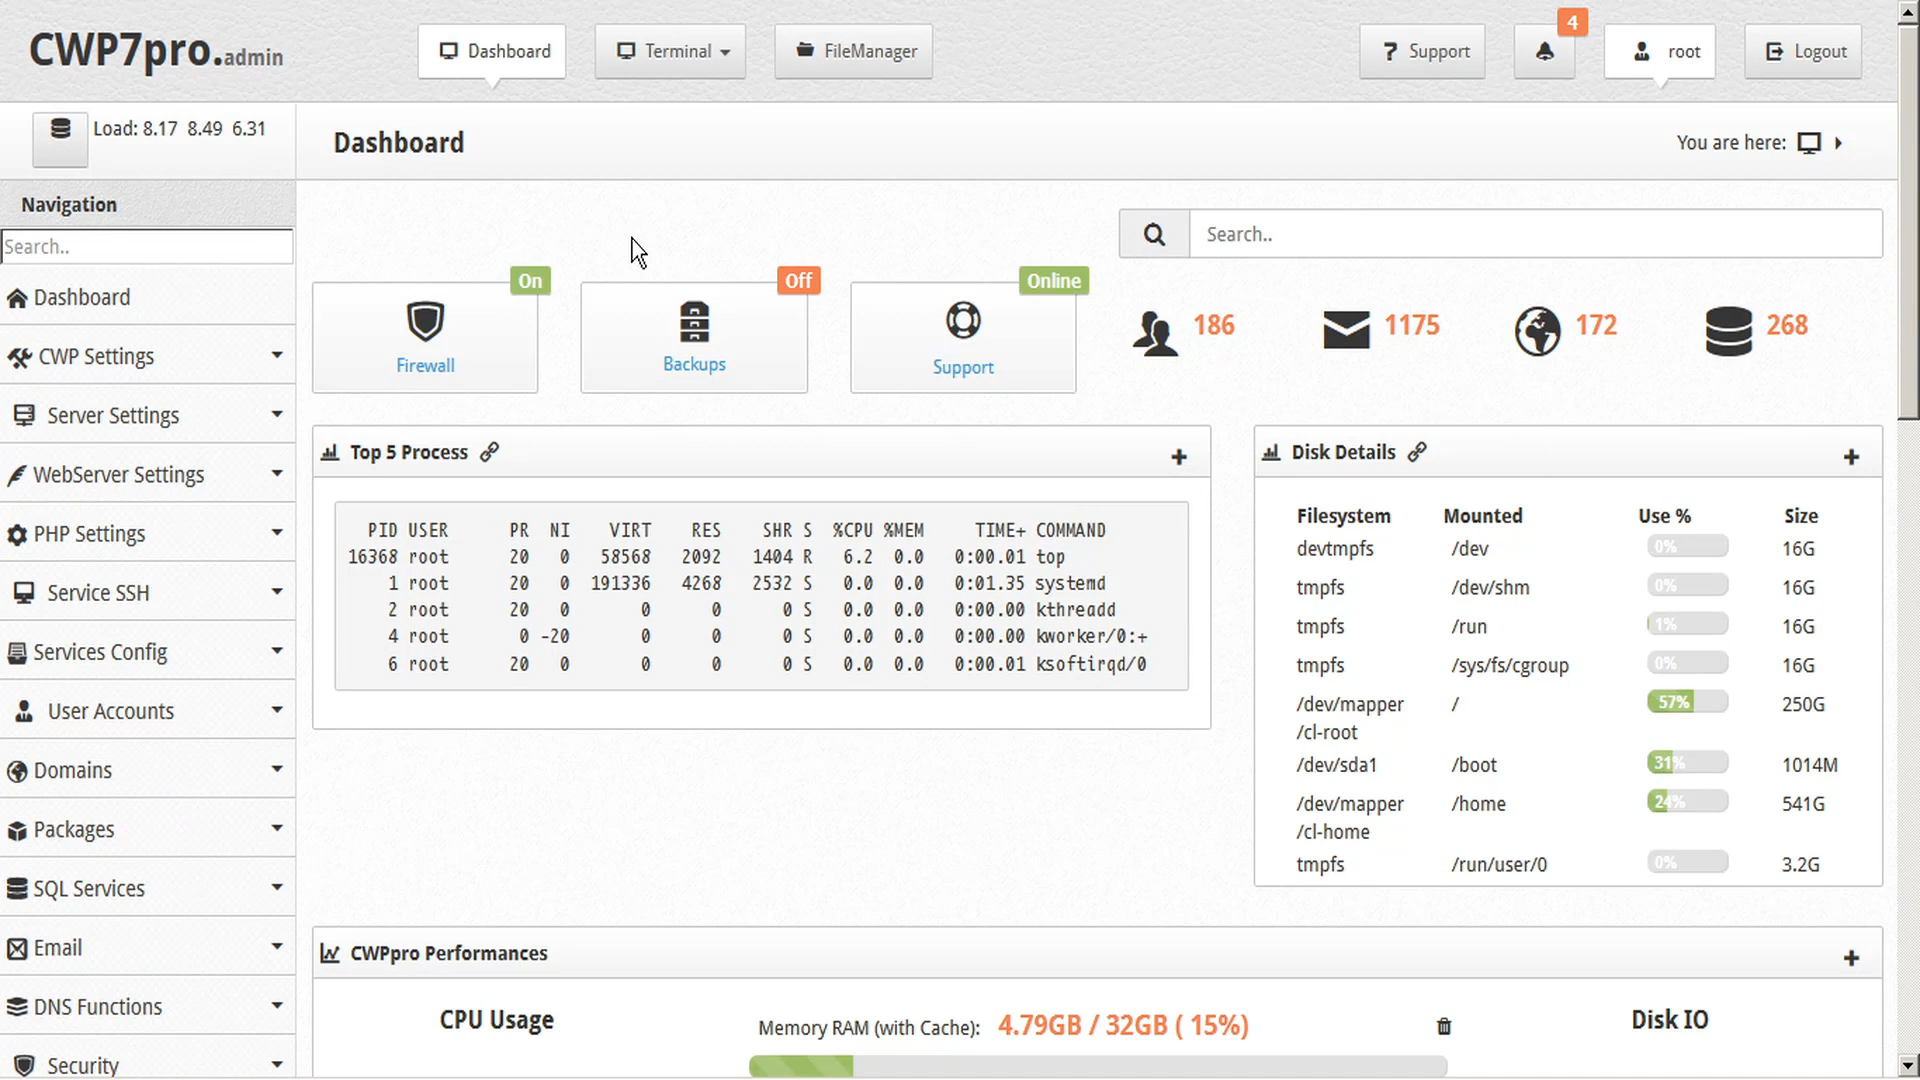 CWP7pro.admin
Dashboard
Terminal
FileManager
? Support
4
root
Logout
Load: 8.17 8.49 6.31
Dashboard
You are here:
Navigation
Search..
Dashboard
CWP Settings
Server Settings
WebServer Settings
PHP Settings
Service SSH
Services Config
User Accounts
Domains
Packages
SQL Services
Email
DNS Functions
Security
Search..
On
Firewall
Off
Backups
Online
Support
186
1175
172
268
Top 5 Process
+
PID USER PR NI VIRT RES SHR S %CPU %MEM TIME+ COMMAND
16368 root 20 0 58568 2092 1404 R 6.2 0.0 0:00.01 top
1 root 20 0 191336 4268 2532 S 0.0 0.0 0:01.35 systemd
2 root 20 0 0 0 0 S 0.0 0.0 0:00.00 kthreadd
4 root 0 -20 0 0 0 S 0.0 0.0 0:00.00 kworker/0:+
6 root 20 0 0 0 0 S 0.0 0.0 0:00.01 ksoftirqd/0
Disk Details
+
Filesystem Mounted Use % Size
devtmpfs /dev 0% 16G
tmpfs /dev/shm 0% 16G
tmpfs /run 1% 16G
tmpfs /sys/fs/cgroup 0% 16G
/dev/mapper / 57% 250G
/cl-root
/dev/sda1 /boot 31% 1014M
/dev/mapper /home 24% 541G
/cl-home
tmpfs /run/user/0 0% 3.2G
CWPpro Performances
+
CPU Usage
Memory RAM (with Cache): 4.79GB / 32GB ( 15%)
Disk IO